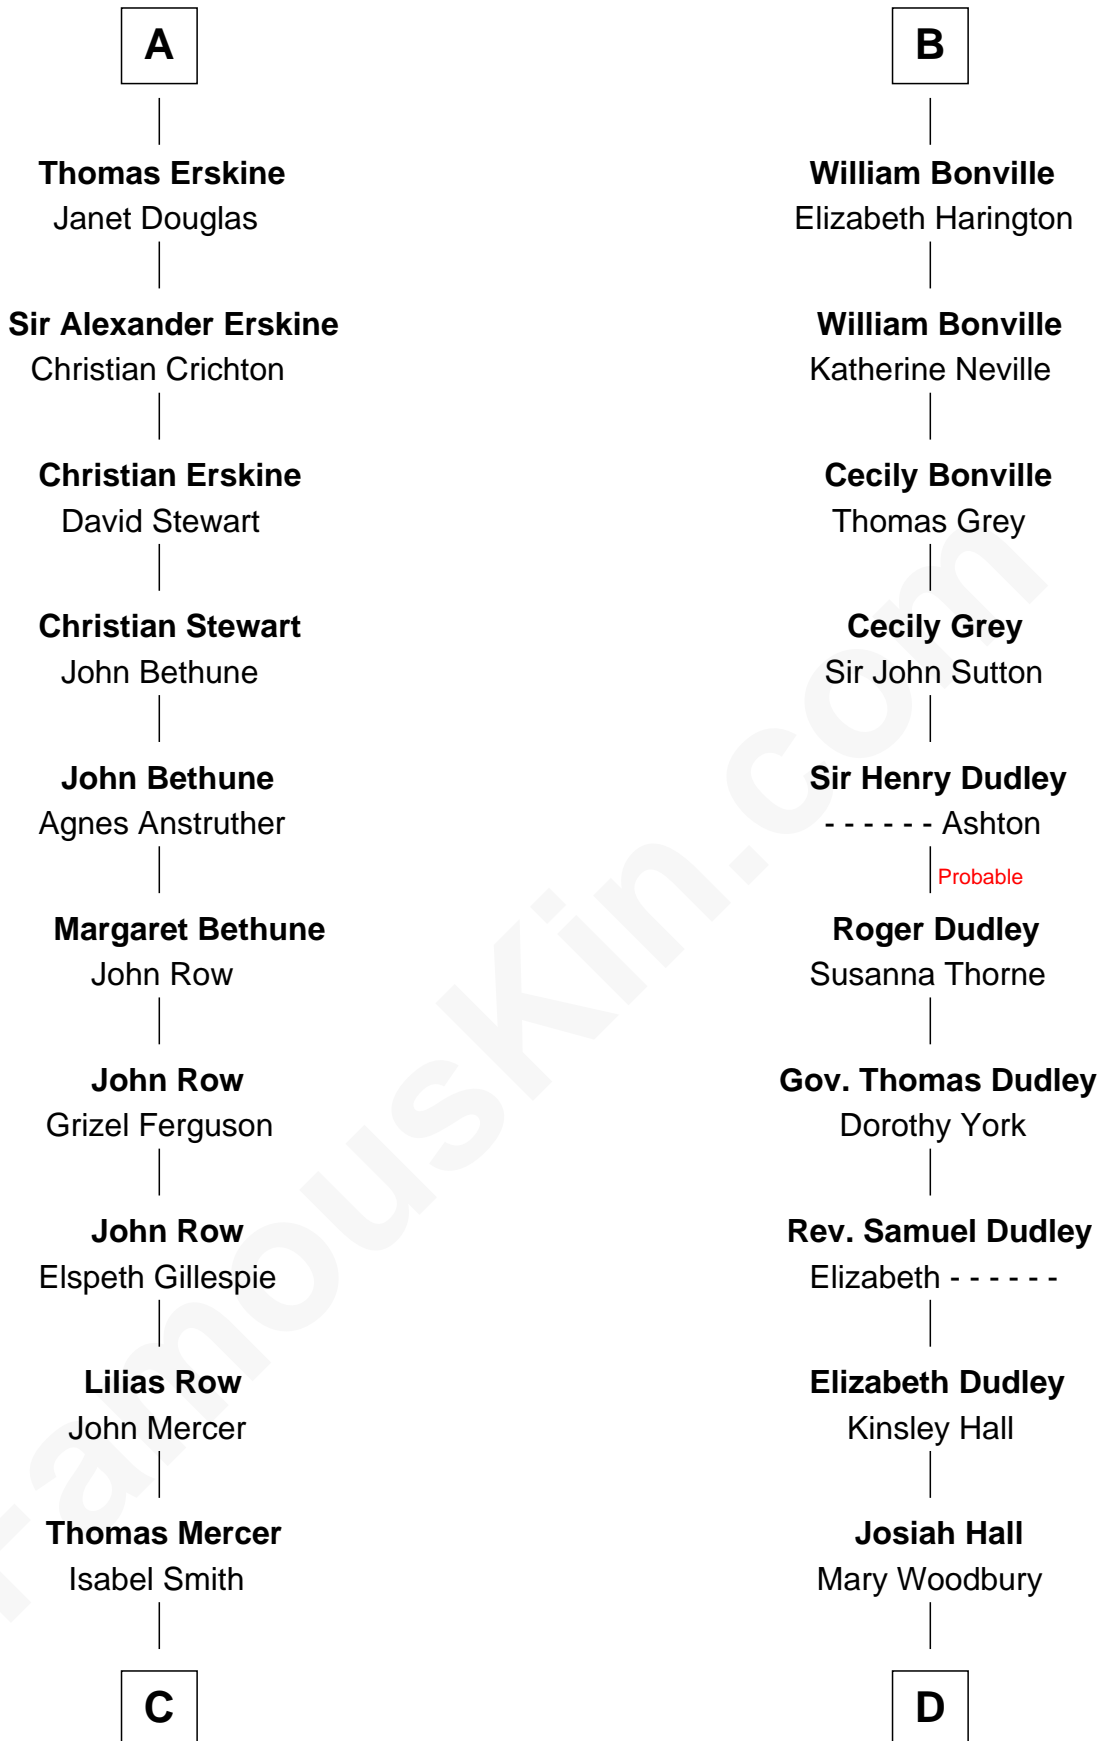 A
Thomas Erskine
Janet Douglas
Sir Alexander Erskine
Christian Crichton
Christian Erskine
David Stewart
Christian Stewart
John Bethune
John Bethune
Agnes Anstruther
Margaret Bethune
John Row
John Row
Grizel Ferguson
John Row
Elspeth Gillespie
Lilias Row
John Mercer
Thomas Mercer
Isabel Smith
C
B
William Bonville
Elizabeth Harington
William Bonville
Katherine Neville
Cecily Bonville
Thomas Grey
Cecily Grey
Sir John Sutton
Sir Henry Dudley
- - - - - - Ashton
Probable
Roger Dudley
Susanna Thorne
Gov. Thomas Dudley
Dorothy York
Rev. Samuel Dudley
Elizabeth - - - - - -
Elizabeth Dudley
Kinsley Hall
Josiah Hall
Mary Woodbury
D
FamousKin.com